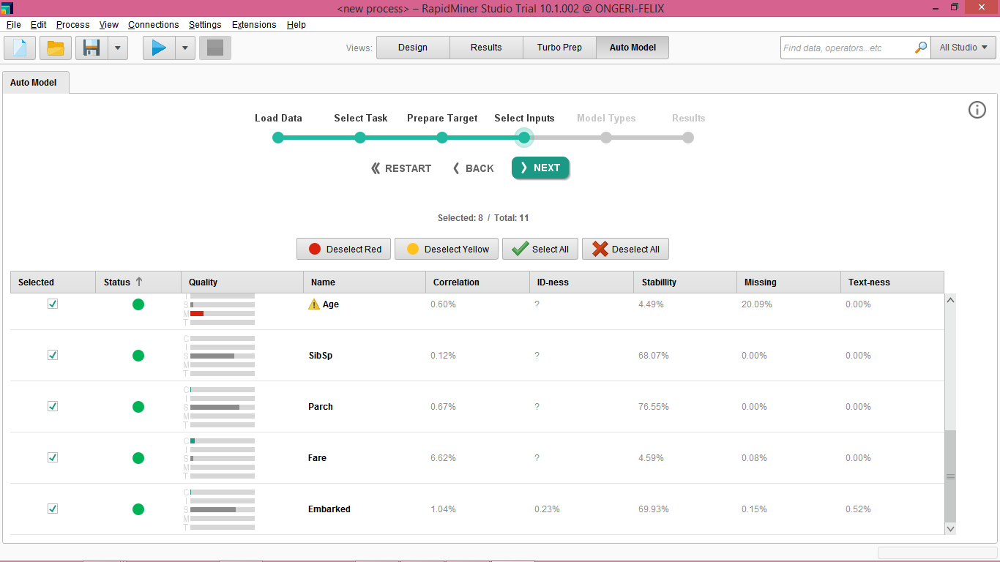 <new process> – RapidMiner Studio Trial 10.1.002 @ ONGERI-FELIX
File Edit Process View Connections Settings Extensions Help
Views: Design Results Turbo Prep Auto Model Find data, operators...etc All Studio
Auto Model
Load Data Select Task Prepare Target Select Inputs Model Types Results
RESTART BACK NEXT
Selected: 8 / Total: 11
Deselect Red Deselect Yellow Select All Deselect All
Selected Status Quality Name Correlation ID-ness Stabillity Missing Text-ness
I
S Age 0.60% ? 4.49% 20.09% 0.00%
M
T
C
I
S SibSp 0.12% ? 68.07% 0.00% 0.00%
M
T
C
I
S Parch 0.67% ? 76.55% 0.00% 0.00%
M
T
C
I
S Fare 6.62% ? 4.59% 0.08% 0.00%
M
T
C
I
S Embarked 1.04% 0.23% 69.93% 0.15% 0.52%
M
T